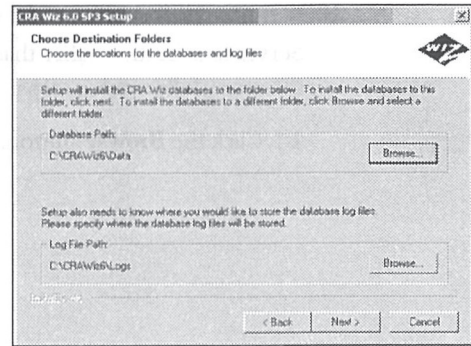 CRA Wiz 6.0 SP3 Setup
Choose Destination Folders
Choose the locations for the databases and log files
WIZ
Setup will install the CRA Wiz databases to the folder below. To install the databases to this
folder, click next. To install the databases to a different folder, click Browse and select a
different folder.
Database Path:
C:\CRAWiz6\Data
Browse...
Setup also needs to know where you would like to store the database log files.
Please specify where the database log files will be stored.
Log File Path:
C:\CRAWiz6\Logs
Browse...
< Back
Next >
Cancel